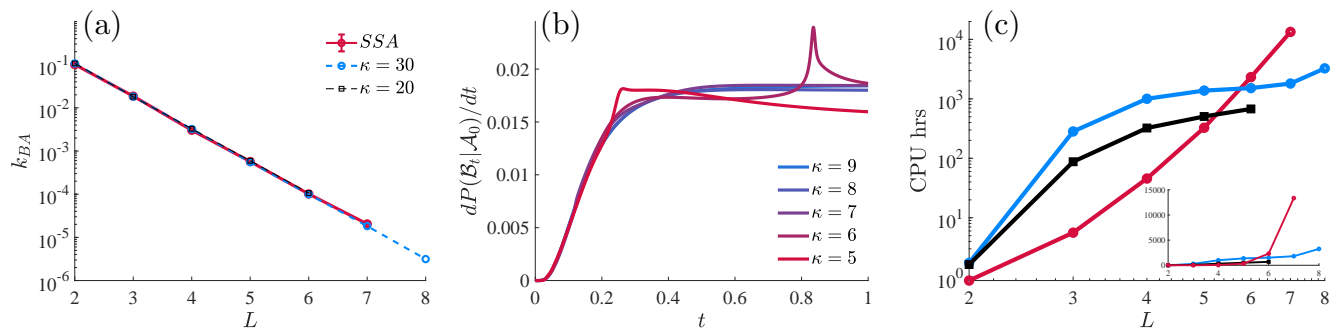 (a)
SSA
κ = 30
κ = 20
k_{BA}
10^{-1}
10^{-2}
10^{-3}
10^{-4}
10^{-5}
10^{-6}
2 3 4 5 6 7 8
L
(b)
dP(𝓑_t|𝓐_0)/dt
0.02
0.015
0.01
0.005
0
κ = 9
κ = 8
κ = 7
κ = 6
κ = 5
0 0.2 0.4 0.6 0.8 1
t
(c)
CPU hrs
10^4
10^3
10^2
10^1
10^0
15000
10000
5000
0
2 4 6 8
2 3 4 5 6 7 8
L